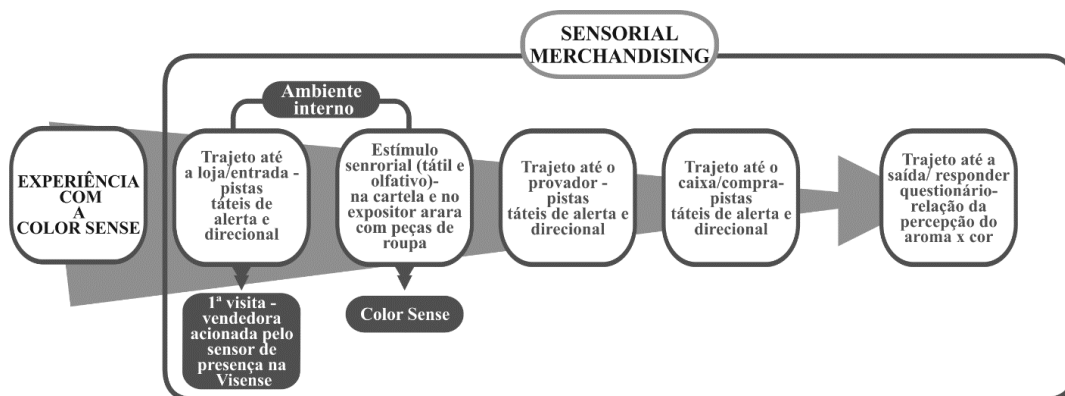 SENSORIAL
MERCHANDISING
Ambiente
interno
EXPERIÊNCIA
COM
A
COLOR SENSE
Trajeto até
a loja/entrada -
pistas
táteis de
alerta e
direcional
Estímulo
senrorial (tátil e
olfativo)-
na cartela e no
expositor arara
com peças de
roupa
Trajeto até o
provador -
pistas
táteis de alerta e
direcional
Trajeto até o
caixa/compra-
pistas
táteis de alerta e
direcional
Trajeto até a
saída/ responder
questionário-
relação da
percepção do
aroma x cor
1ª visita -
vendedora
acionada pelo
sensor de
presença na
Visense
Color Sense